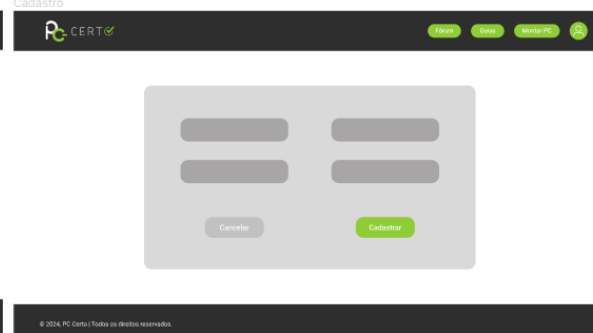 Cadastro
PC CERTO
Fórum
Guias
Montar PC
Cancelar
Cadastrar
© 2024, PC Certo | Todos os direitos reservados.